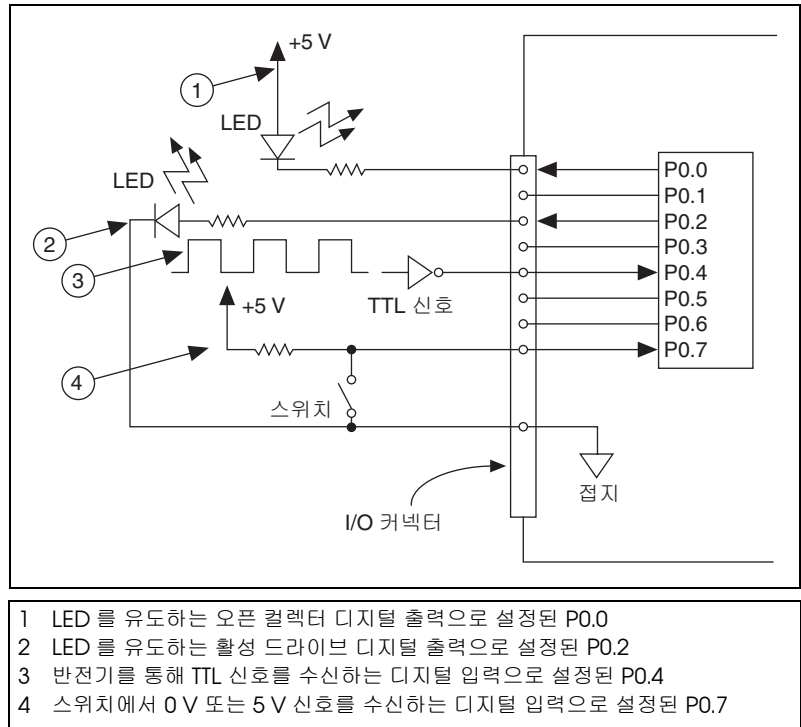 +5 V
1
LED
LED
P0.0
P0.1
P0.2
2
P0.3
3
P0.4
+5 V
TTL 신호
P0.5
P0.6
P0.7
4
스위치
접지
I/O 커넥터
1 LED 를 유도하는 오픈 컬렉터 디지털 출력으로 설정된 P0.0
2 LED 를 유도하는 활성 드라이브 디지털 출력으로 설정된 P0.2
3 반전기를 통해 TTL 신호를 수신하는 디지털 입력으로 설정된 P0.4
4 스위치에서 0 V 또는 5 V 신호를 수신하는 디지털 입력으로 설정된 P0.7